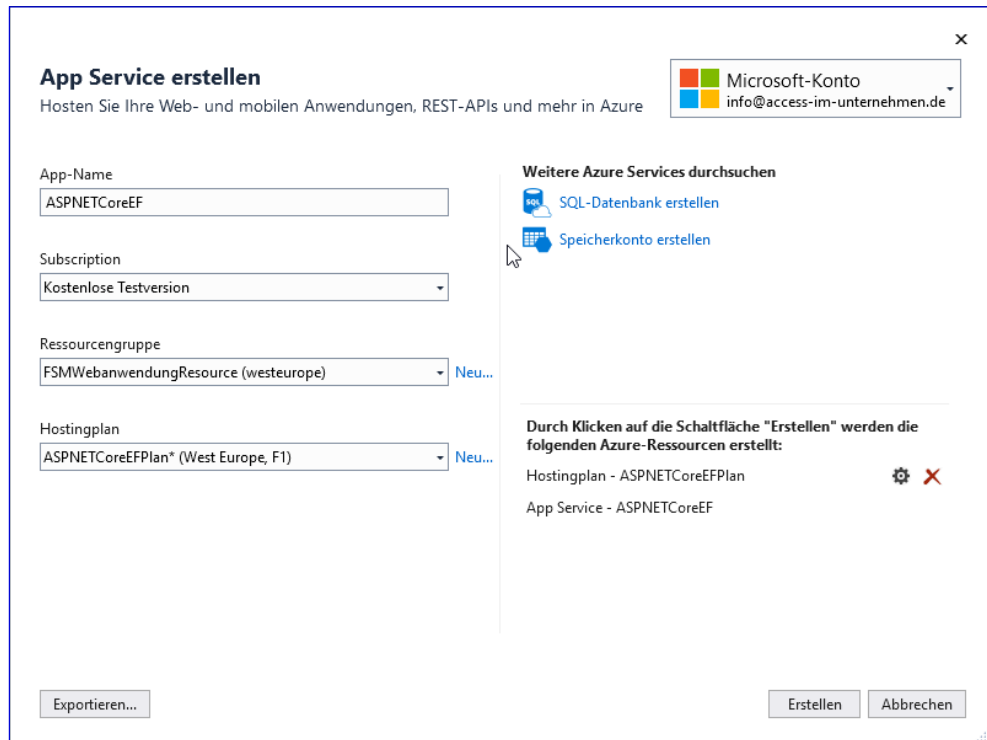 App Service erstellen
Hosten Sie Ihre Web- und mobilen Anwendungen, REST-APIs und mehr in Azure
Microsoft-Konto
info@access-im-unternehmen.de
App-Name
ASPNETCoreEF
Subscription
Kostenlose Testversion
Ressourcengruppe
FSMWebanwendungResource (westeurope)
Neu...
Hostingplan
ASPNETCoreEFPlan* (West Europe, F1)
Neu...
Weitere Azure Services durchsuchen
SQL
SQL-Datenbank erstellen
Speicherkonto erstellen
Durch Klicken auf die Schaltfläche "Erstellen" werden die
folgenden Azure-Ressourcen erstellt:
Hostingplan - ASPNETCoreEFPlan
App Service - ASPNETCoreEF
Exportieren...
Erstellen
Abbrechen